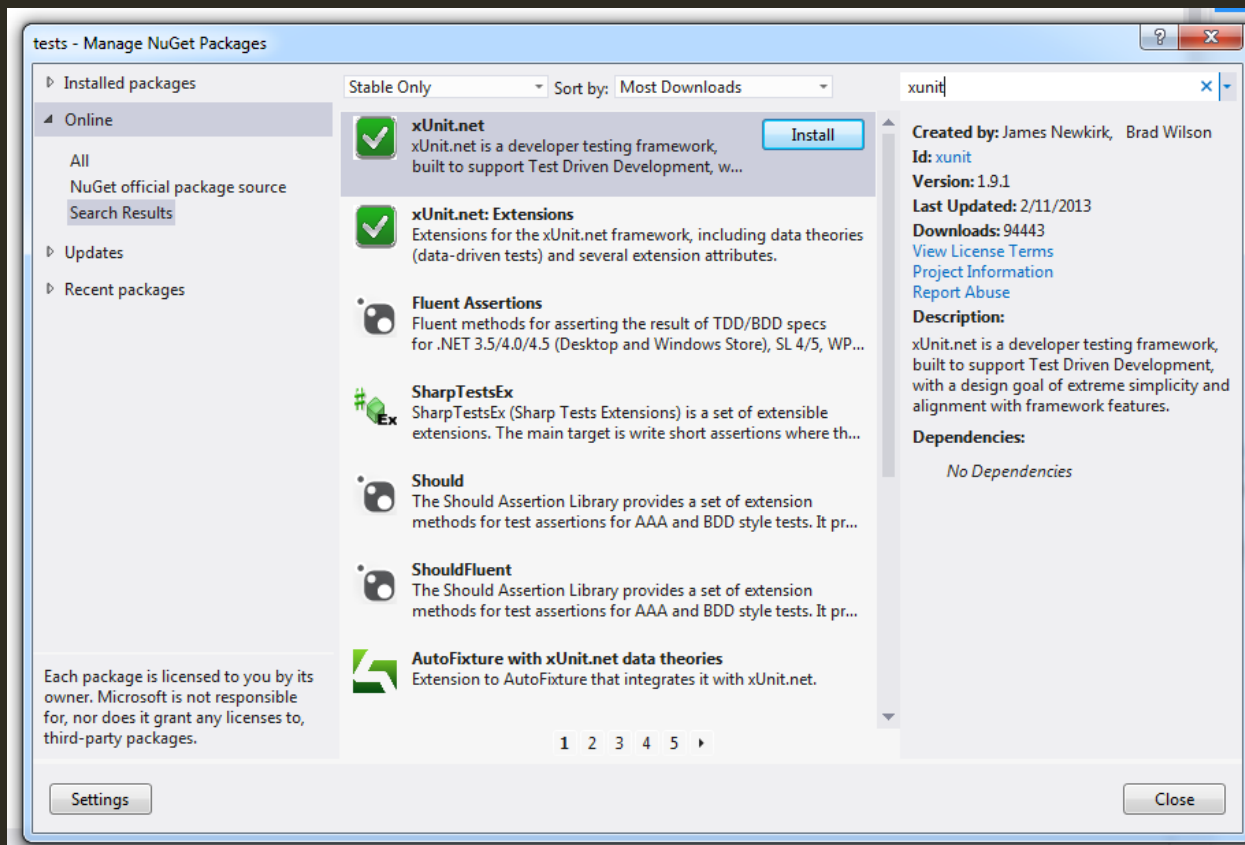 tests - Manage NuGet Packages
Installed packages
Online
All
NuGet official package source
Search Results
Updates
Recent packages
Each package is licensed to you by its
owner. Microsoft is not responsible
for, nor does it grant any licenses to,
third-party packages.
Settings
Stable Only
Sort by: Most Downloads
xUnit.net
xUnit.net is a developer testing framework,
built to support Test Driven Development, w...
Install
xUnit.net: Extensions
Extensions for the xUnit.net framework, including data theories
(data-driven tests) and several extension attributes.
Fluent Assertions
Fluent methods for asserting the result of TDD/BDD specs
for .NET 3.5/4.0/4.5 (Desktop and Windows Store), SL 4/5, WP...
# Ex
SharpTestsEx
SharpTestsEx (Sharp Tests Extensions) is a set of extensible
extensions. The main target is write short assertions where th...
Should
The Should Assertion Library provides a set of extension
methods for test assertions for AAA and BDD style tests. It pr...
ShouldFluent
The Should Assertion Library provides a set of extension
methods for test assertions for AAA and BDD style tests. It pr...
AutoFixture with xUnit.net data theories
Extension to AutoFixture that integrates it with xUnit.net.
1 2 3 4 5
xunit
Created by: James Newkirk, Brad Wilson
Id: xunit
Version: 1.9.1
Last Updated: 2/11/2013
Downloads: 94443
View License Terms
Project Information
Report Abuse
Description:
xUnit.net is a developer testing framework,
built to support Test Driven Development,
with a design goal of extreme simplicity and
alignment with framework features.
Dependencies:
No Dependencies
Close